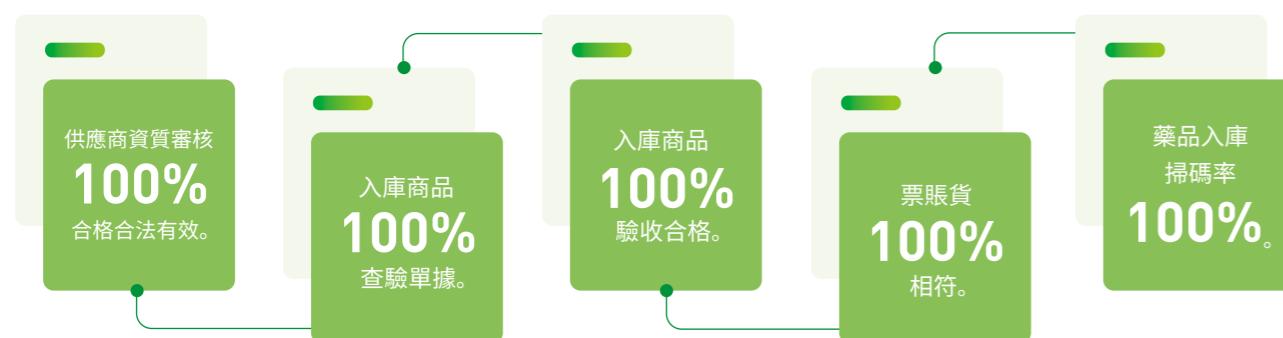 供應商資質審核
100%
合格合法有效。
入庫商品
100%
查驗單據。
入庫商品
100%
驗收合格。
票賬貨
100%
相符。
藥品入庫
掃碼率
100%。